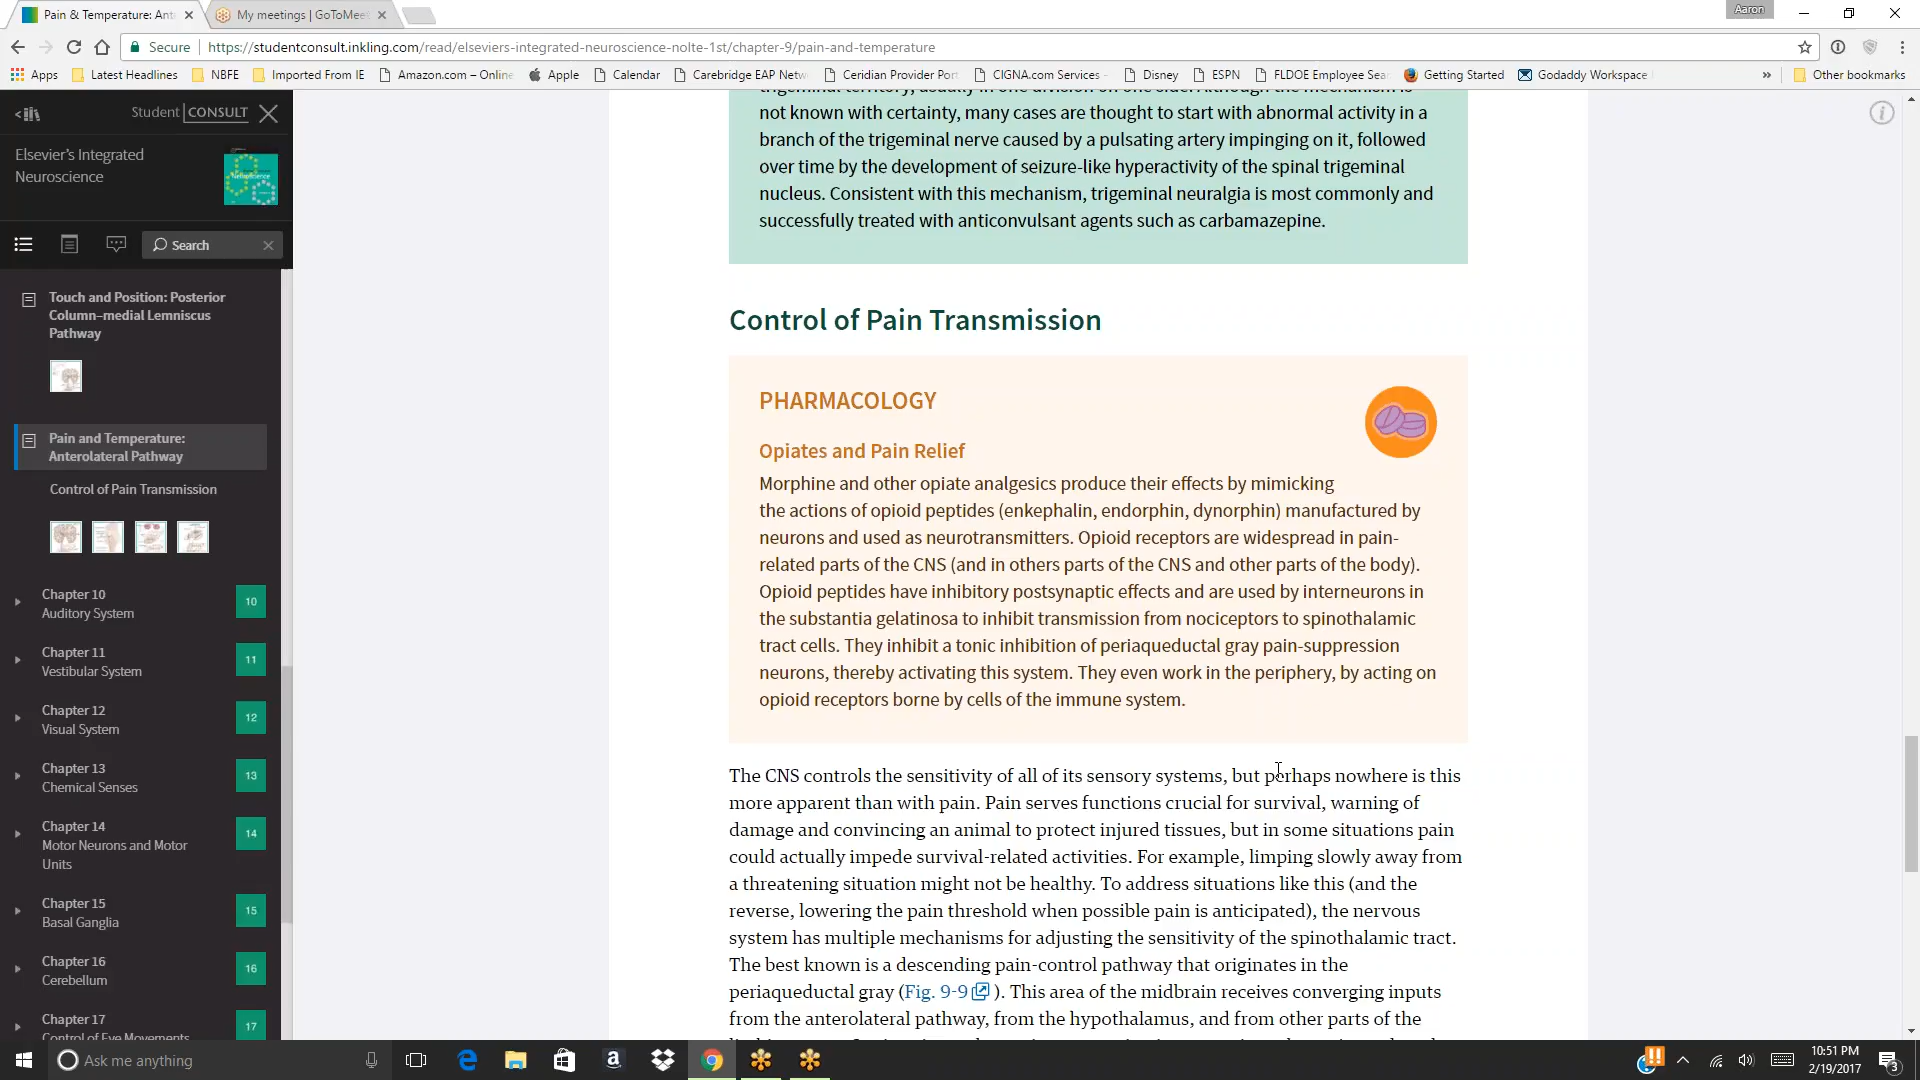 Pain & Temperature: Ant
My meetings | GoToMee
Aaron
Secure
https://studentconsult.inkling.com/read/elseviers-integrated-neuroscience-nolte-1st/chapter-9/pain-and-temperature
Apps
Latest Headlines
NBFE
Imported From IE
Amazon.com – Online
Apple
Calendar
Carebridge EAP Netw
Ceridian Provider Por
CIGNA.com Services -
Disney
ESPN
FLDOE Employee Sea
Getting Started
Godaddy Workspace
»
Other bookmarks
Student CONSULT
Elsevier's Integrated
Neuroscience
Search
Touch and Position: Posterior
Column–medial Lemniscus
Pathway
Pain and Temperature:
Anterolateral Pathway
Control of Pain Transmission
Chapter 10
Auditory System
10
Chapter 11
Vestibular System
11
Chapter 12
Visual System
12
Chapter 13
Chemical Senses
13
Chapter 14
Motor Neurons and Motor
Units
14
Chapter 15
Basal Ganglia
15
Chapter 16
Cerebellum
16
Chapter 17
Control of Eye Movements
17
trigeminal territory, usually in one division on one side. Although the mechanism is
not known with certainty, many cases are thought to start with abnormal activity in a
branch of the trigeminal nerve caused by a pulsating artery impinging on it, followed
over time by the development of seizure-like hyperactivity of the spinal trigeminal
nucleus. Consistent with this mechanism, trigeminal neuralgia is most commonly and
successfully treated with anticonvulsant agents such as carbamazepine.
Control of Pain Transmission
PHARMACOLOGY
Opiates and Pain Relief
Morphine and other opiate analgesics produce their effects by mimicking
the actions of opioid peptides (enkephalin, endorphin, dynorphin) manufactured by
neurons and used as neurotransmitters. Opioid receptors are widespread in pain-
related parts of the CNS (and in others parts of the CNS and other parts of the body).
Opioid peptides have inhibitory postsynaptic effects and are used by interneurons in
the substantia gelatinosa to inhibit transmission from nociceptors to spinothalamic
tract cells. They inhibit a tonic inhibition of periaqueductal gray pain-suppression
neurons, thereby activating this system. They even work in the periphery, by acting on
opioid receptors borne by cells of the immune system.
The CNS controls the sensitivity of all of its sensory systems, but perhaps nowhere is this
more apparent than with pain. Pain serves functions crucial for survival, warning of
damage and convincing an animal to protect injured tissues, but in some situations pain
could actually impede survival-related activities. For example, limping slowly away from
a threatening situation might not be healthy. To address situations like this (and the
reverse, lowering the pain threshold when possible pain is anticipated), the nervous
system has multiple mechanisms for adjusting the sensitivity of the spinothalamic tract.
The best known is a descending pain-control pathway that originates in the
periaqueductal gray (Fig. 9-9 ). This area of the midbrain receives converging inputs
from the anterolateral pathway, from the hypothalamus, and from other parts of the
Ask me anything
10:51 PM
2/19/2017
3